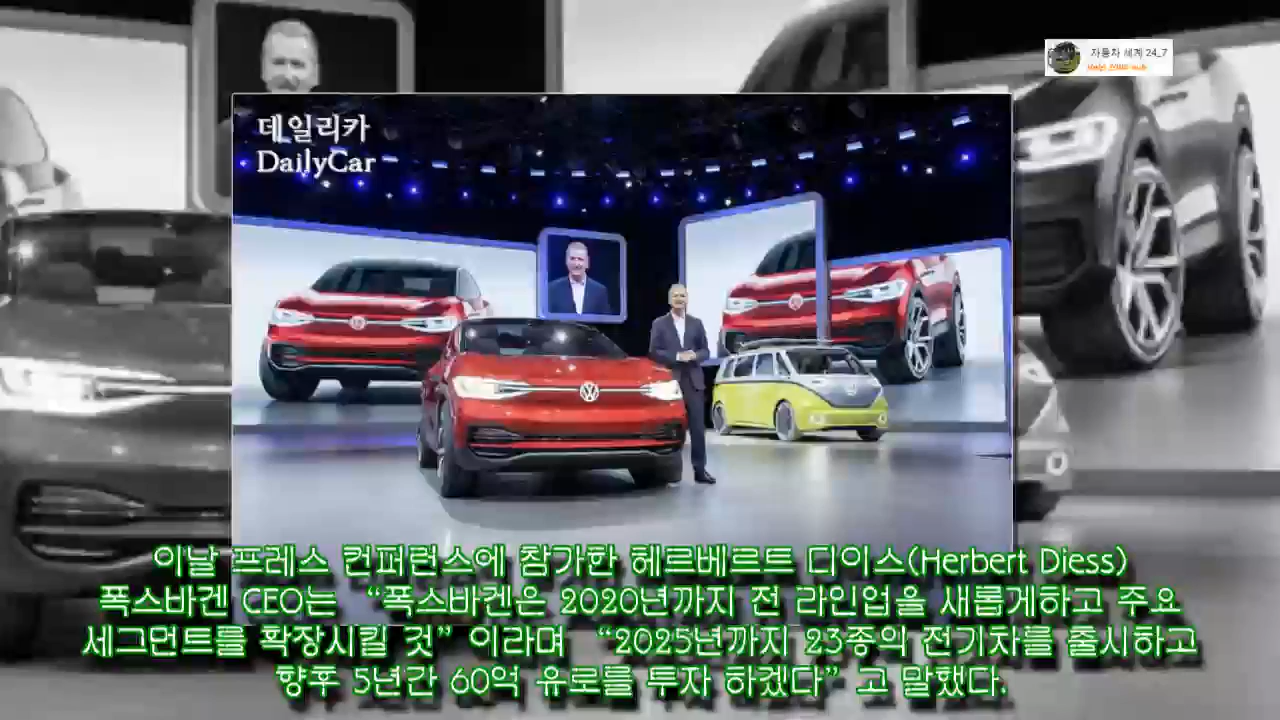 자동차 세계 24_7
데일리카
DailyCar
이날 프레스 컨퍼런스에 참가한 헤르베르트 디이스(Herbert Diess)
폭스바겐 CEO는 “폭스바겐은 2020년까지 전 라인업을 새롭게하고 주요
세그먼트를 확장시킬 것” 이라며 “2025년까지 23종의 전기차를 출시하고
향후 5년간 60억 유로를 투자 하겠다” 고 말했다.